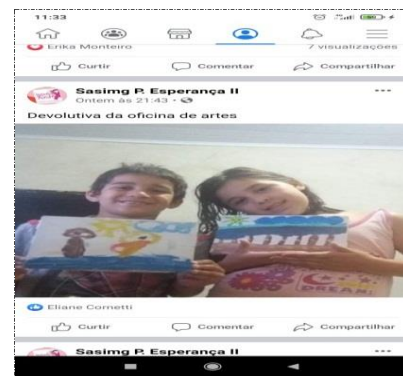 11:33
Erika Monteiro 7 visualizações
Curtir Comentar Compartilhar
Sasimg P. Esperança II
Ontem às 21:43
Devolutiva da oficina de artes
DREAM
Eliane Cometti
Curtir Comentar Compartilhar
Sasimg P. Esperança II